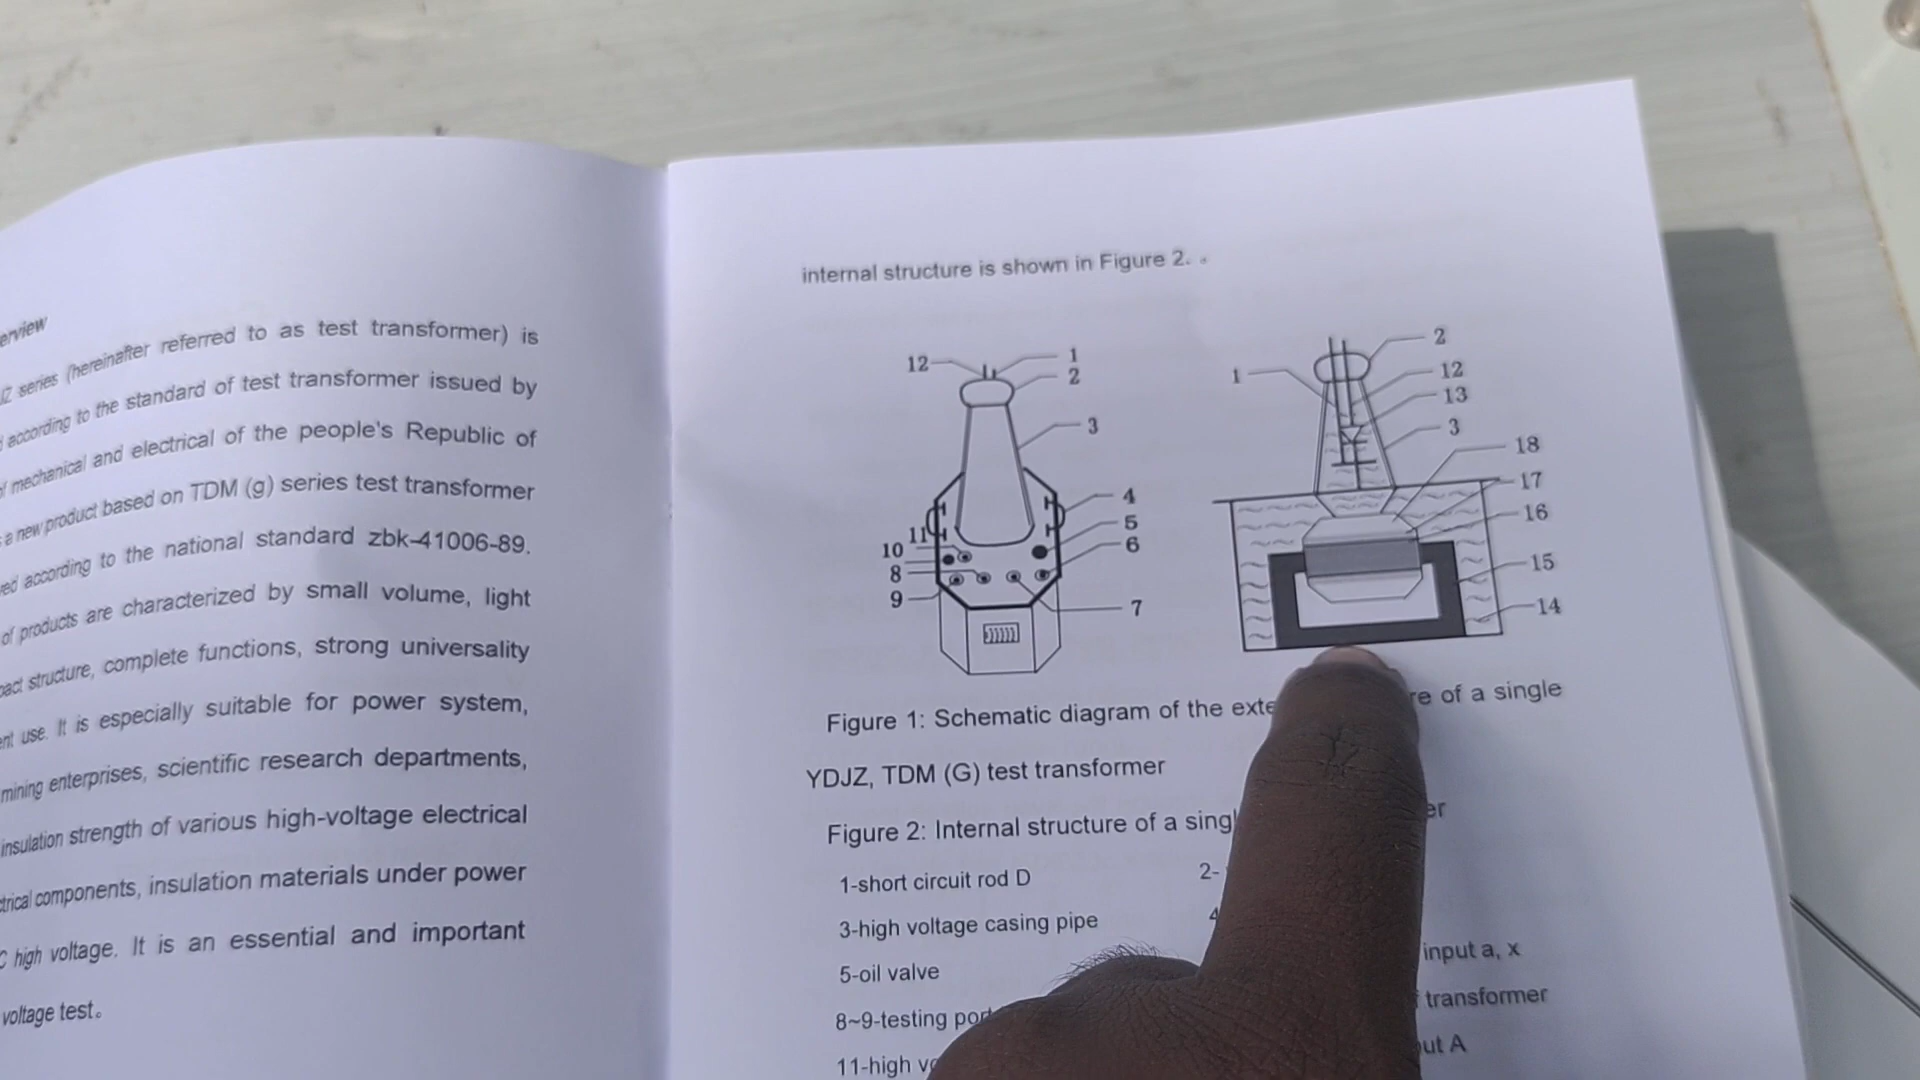 erview
JZ series (hereinafter referred to as test transformer) is
according to the standard of test transformer issued by
of mechanical and electrical of the people's Republic of
a new product based on TDM (g) series test transformer
ed according to the national standard zbk-41006-89.
of products are characterized by small volume, light
pact structure, complete functions, strong universality
ent use. It is especially suitable for power system,
mining enterprises, scientific research departments,
insulation strength of various high-voltage electrical
ctrical components, insulation materials under power
C high voltage. It is an essential and important
voltage test。
internal structure is shown in Figure 2. 。
12 1
2
3
4
11 5
10 6
8
9 7
2
1 12
13
3
18
17
16
15
14
Figure 1: Schematic diagram of the exte re of a single
YDJZ, TDM (G) test transformer
Figure 2: Internal structure of a singl er
1-short circuit rod D 2-
3-high voltage casing pipe 4
5-oil valve input a, x
8~9-testing por transformer
11-high v ut A